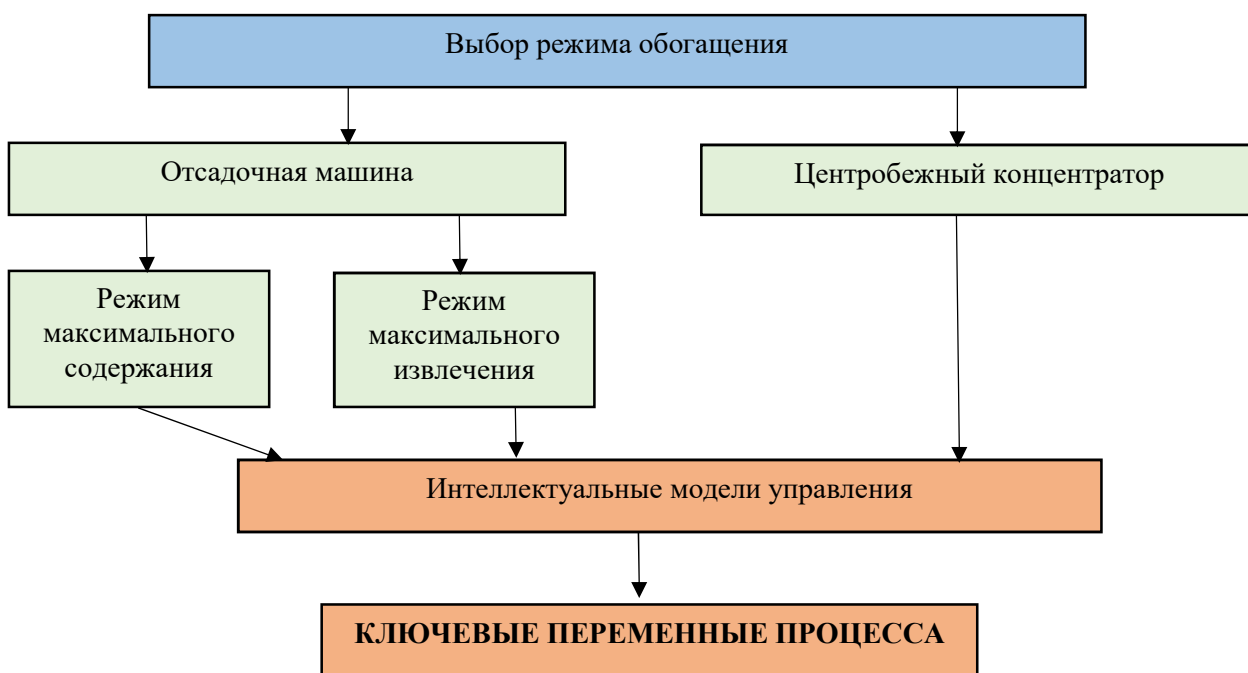 Выбор режима обогащения
Отсадочная машина
Центробежный концентратор
Режим
максимального
содержания
Режим
максимального
извлечения
Интеллектуальные модели управления
КЛЮЧЕВЫЕ ПЕРЕМЕННЫЕ ПРОЦЕССА